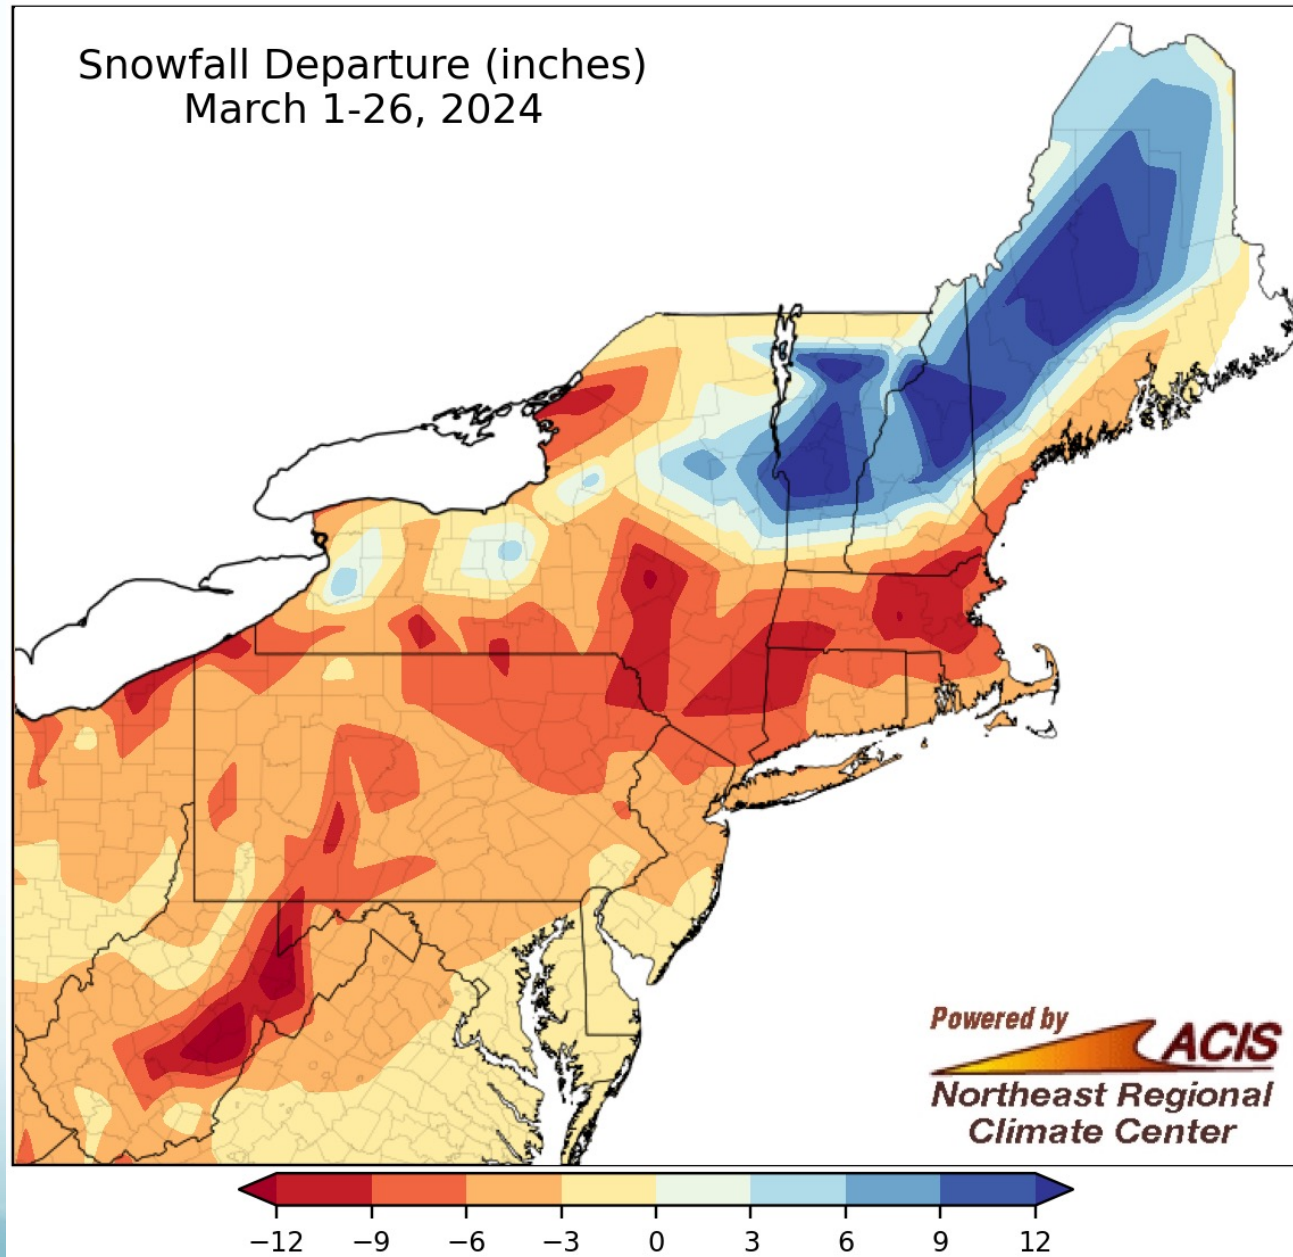 Snowfall Departure (inches)
March 1-26, 2024
Powered by
ACIS
Northeast Regional
Climate Center
−12 −9 −6 −3 0 3 6 9 12